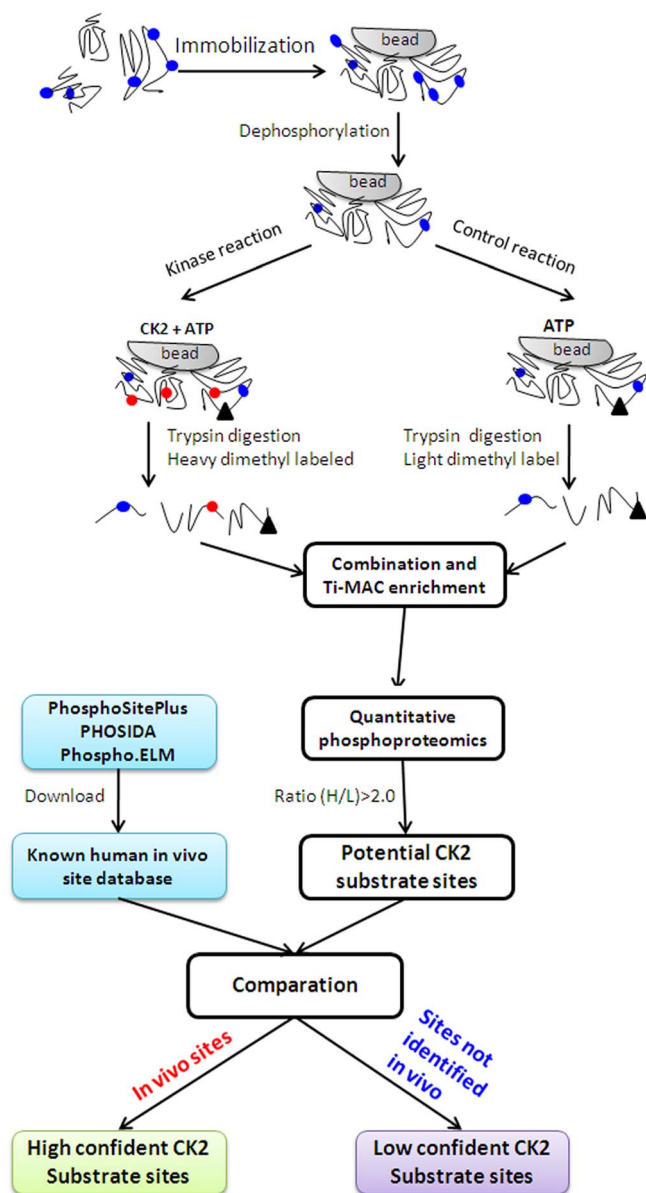 Immobilization
bead
Dephosphorylation
bead
Kinase reaction
Control reaction
CK2 + ATP
bead
ATP
bead
Trypsin digestion
Heavy dimethyl labeled
Trypsin digestion
Light dimethyl label
Combination and
Ti-MAC enrichment
PhosphoSitePlus
PHOSIDA
Phospho.ELM
Quantitative
phosphoproteomics
Download
Ratio (H/L)>2.0
Known human in vivo
site database
Potential CK2
substrate sites
Comparation
In vivo sites
Sites not
identified
in vivo
High confident CK2
Substrate sites
Low confident CK2
Substrate sites